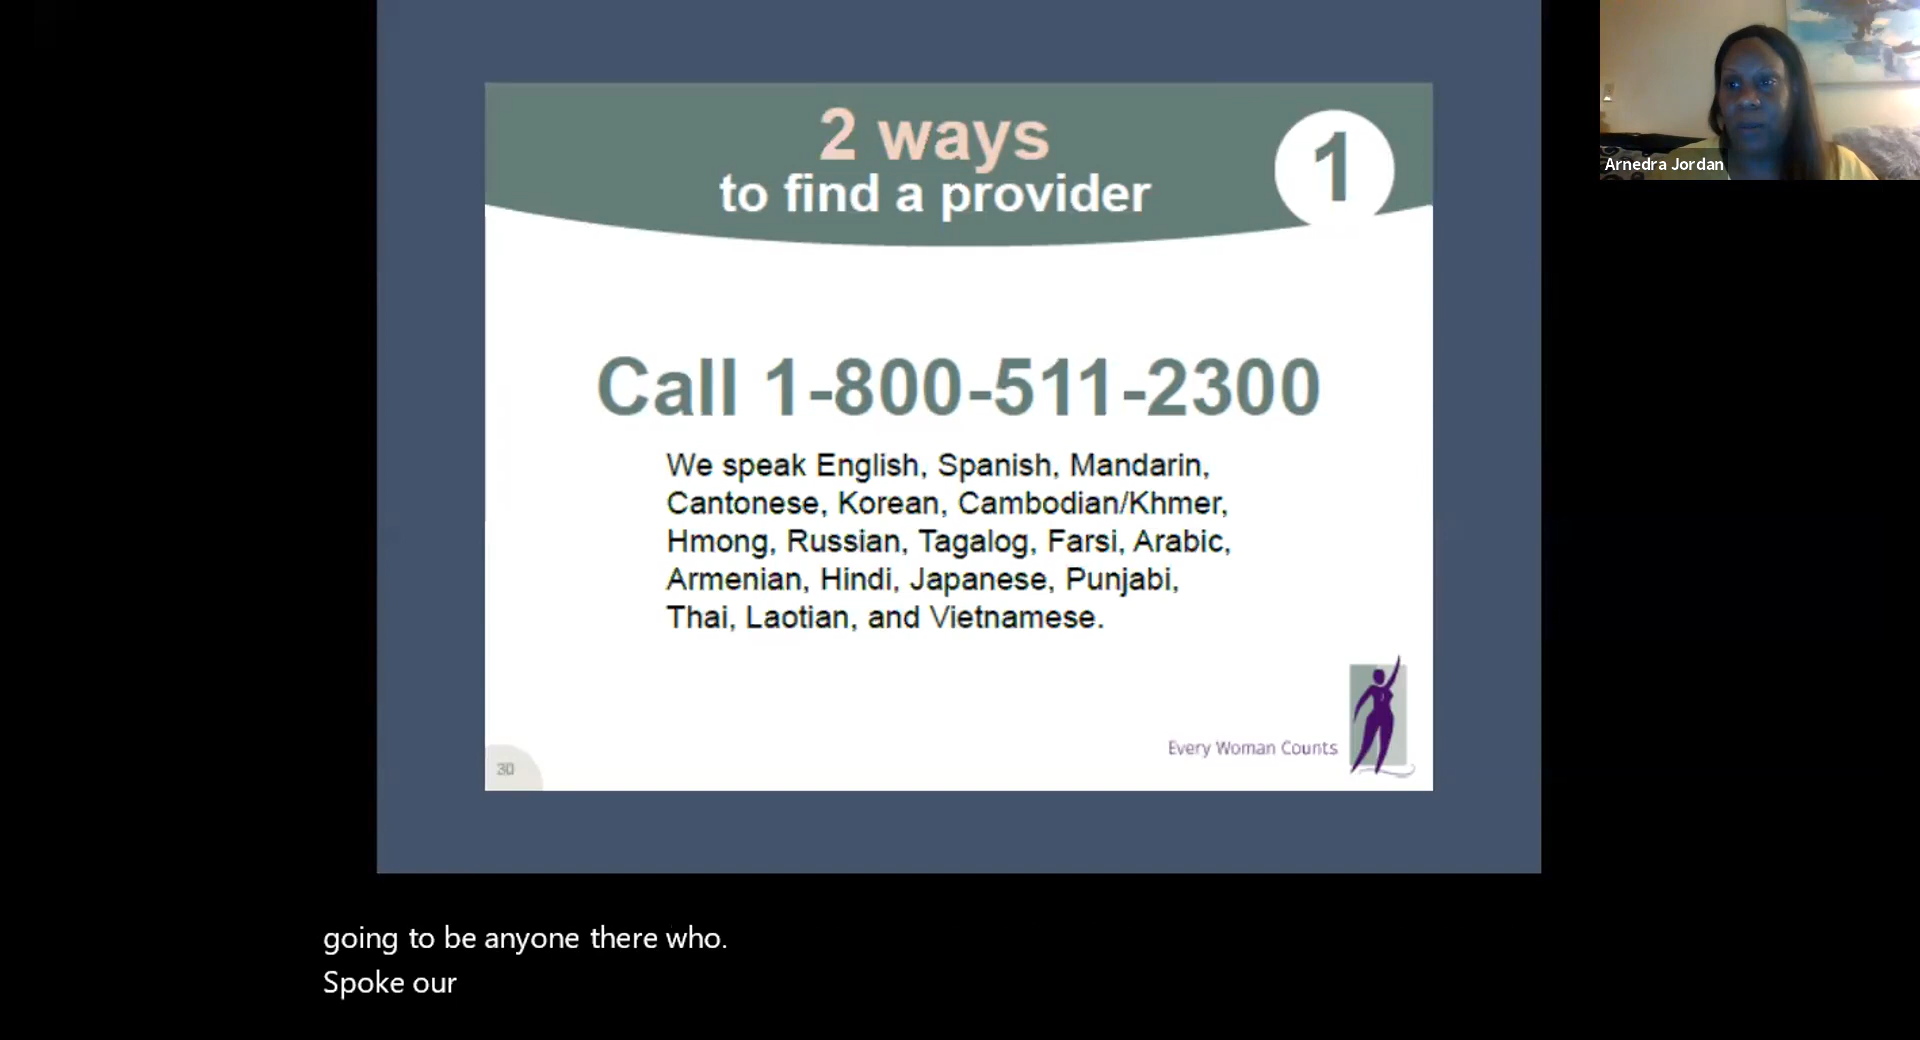 2 ways
to find a provider
1
Call 1-800-511-2300
We speak English, Spanish, Mandarin,
Cantonese, Korean, Cambodian/Khmer,
Hmong, Russian, Tagalog, Farsi, Arabic,
Armenian, Hindi, Japanese, Punjabi,
Thai, Laotian, and Vietnamese.
Every Woman Counts
30
Arnedra Jordan
going to be anyone there who.
Spoke our